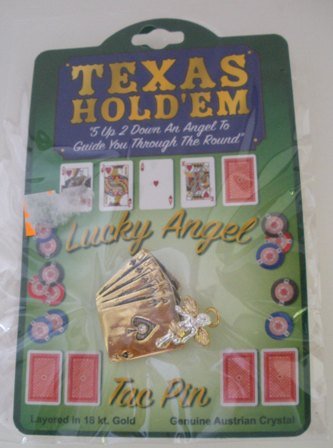 TEXAS
HOLD'EM
"5 Up 2 Down An Angel To
Guide You Through The Round"
Lucky Angel
Tac Pin
Layered in 18 kt. Gold Genuine Austrian Crystal